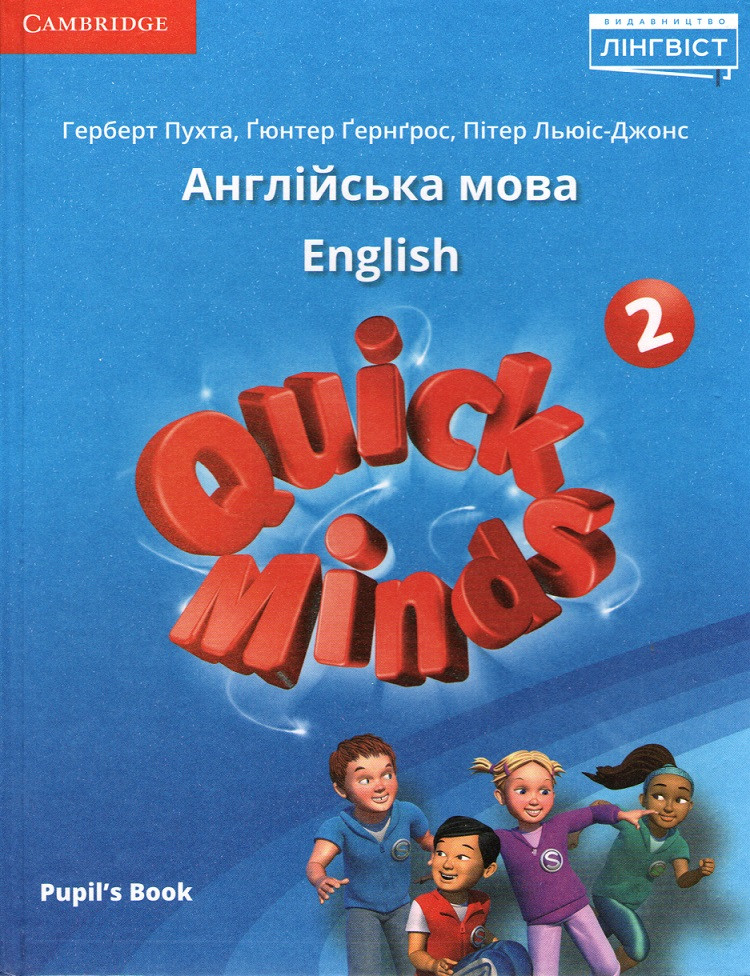 CAMBRIDGE
ВИДАВНИЦТВО
ЛІНГВІСТ
Герберт Пухта, Ґюнтер Ґернґрос, Пітер Льюіс-Джонс
Англійська мова
English
2
Quick
Minds
S
S
Pupil's Book